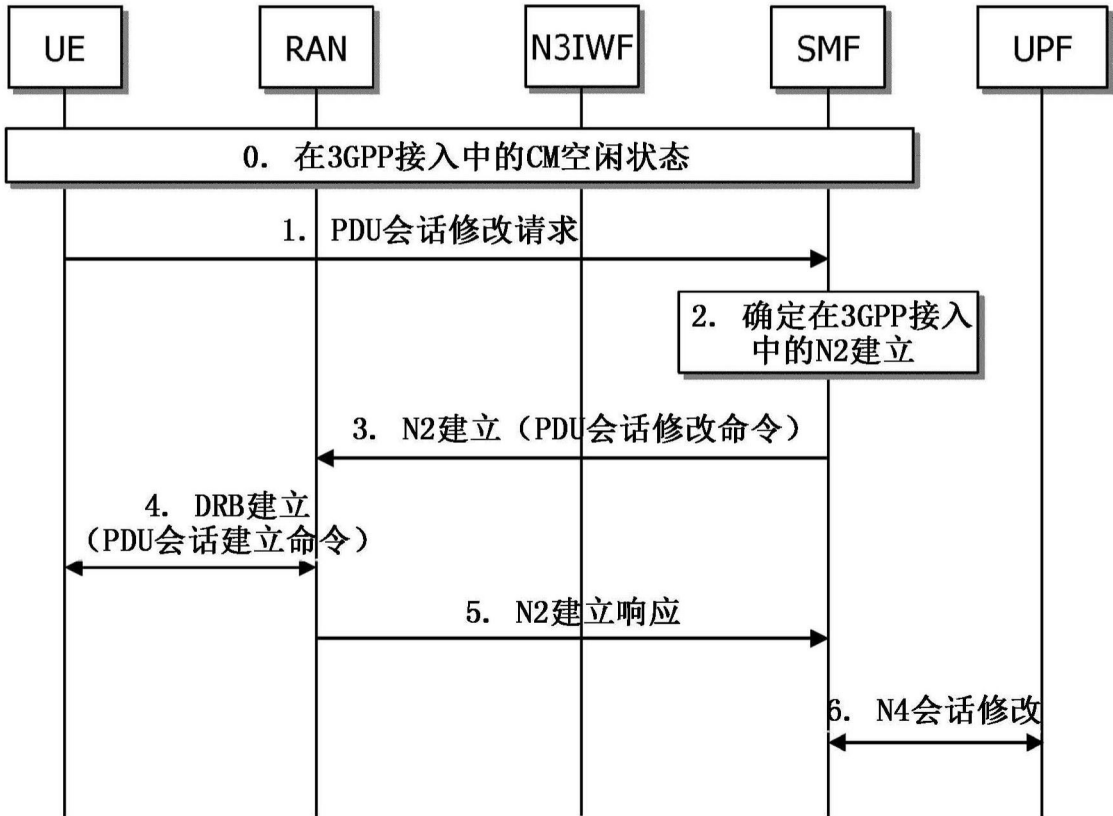 UE
RAN
N3IWF
SMF
UPF
0. 在3GPP接入中的CM空闲状态
1. PDU会话修改请求
2. 确定在3GPP接入
中的N2建立
3. N2建立（PDU会话修改命令）
4. DRB建立
（PDU会话建立命令）
5. N2建立响应
6. N4会话修改